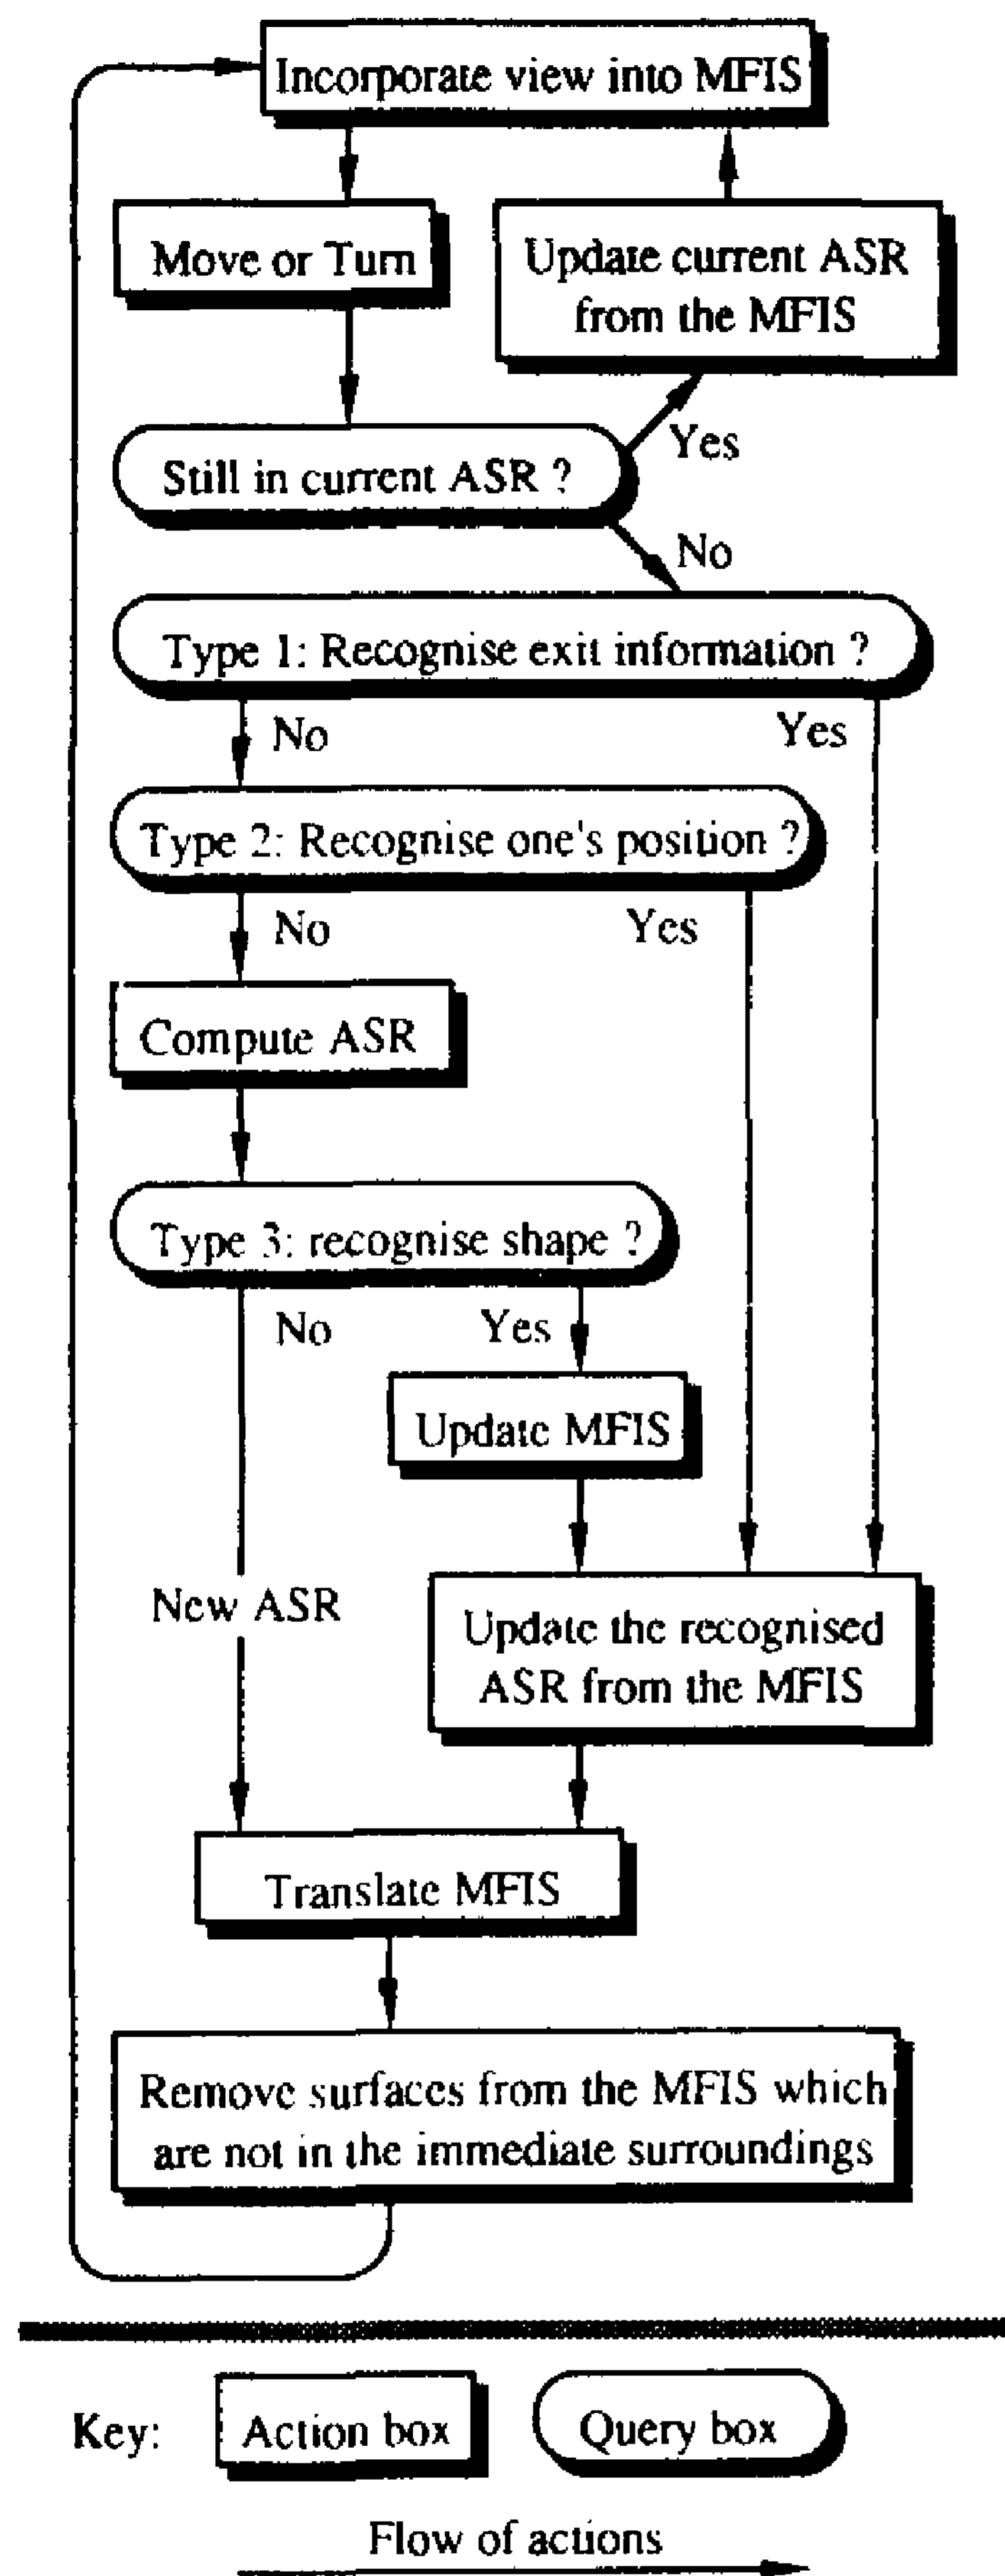 Incorporate view into MFIS
Move or Turn
Update current ASR
from the MFIS
Yes
Still in current ASR ?
No
Type 1: Recognise exit information ?
No
Yes
Type 2: Recognise one's position ?
No
Yes
Compute ASR
Type 3: recognise shape ?
No
Yes
Update MFIS
New ASR
Update the recognised
ASR from the MFIS
Translate MFIS
Remove surfaces from the MFIS which
are not in the immediate surroundings
Key:
Action box
Query box
Flow of actions